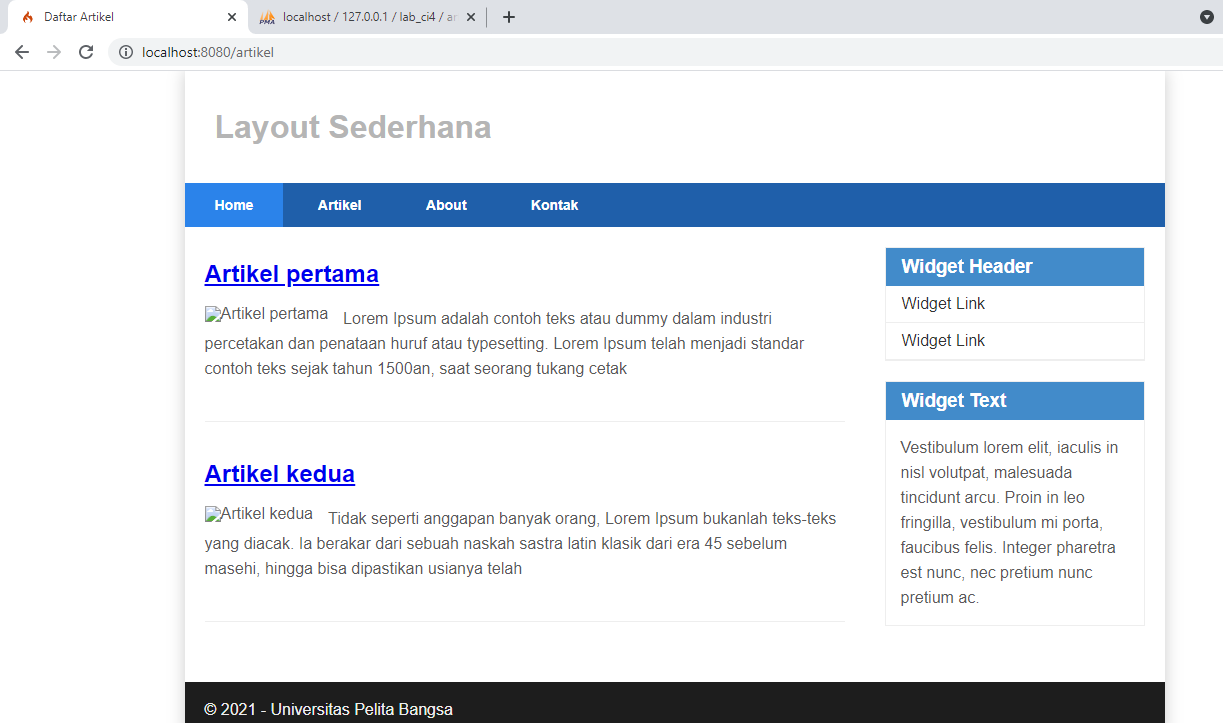 Daftar Artikel
localhost / 127.0.0.1 / lab_ci4 / ar
localhost:8080/artikel
Layout Sederhana
Home Artikel About Kontak
Artikel pertama
Artikel pertama Lorem Ipsum adalah contoh teks atau dummy dalam industri
percetakan dan penataan huruf atau typesetting. Lorem Ipsum telah menjadi standar
contoh teks sejak tahun 1500an, saat seorang tukang cetak
Artikel kedua
Artikel kedua Tidak seperti anggapan banyak orang, Lorem Ipsum bukanlah teks-teks
yang diacak. Ia berakar dari sebuah naskah sastra latin klasik dari era 45 sebelum
masehi, hingga bisa dipastikan usianya telah
Widget Header
Widget Link
Widget Link
Widget Text
Vestibulum lorem elit, iaculis in
nisl volutpat, malesuada
tincidunt arcu. Proin in leo
fringilla, vestibulum mi porta,
faucibus felis. Integer pharetra
est nunc, nec pretium nunc
pretium ac.
© 2021 - Universitas Pelita Bangsa